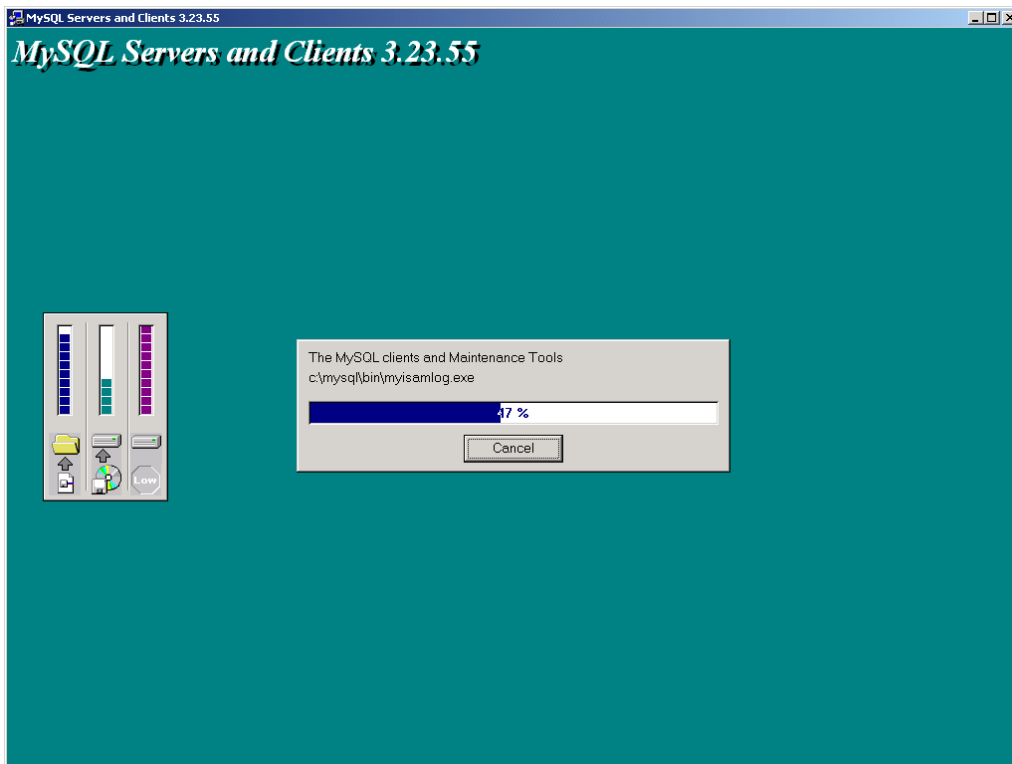 MySQL Servers and Clients 3.23.55
MySQL Servers and Clients 3.23.55
The MySQL clients and Maintenance Tools
c:\mysql\bin\myisamlog.exe
47 %
Cancel
Low